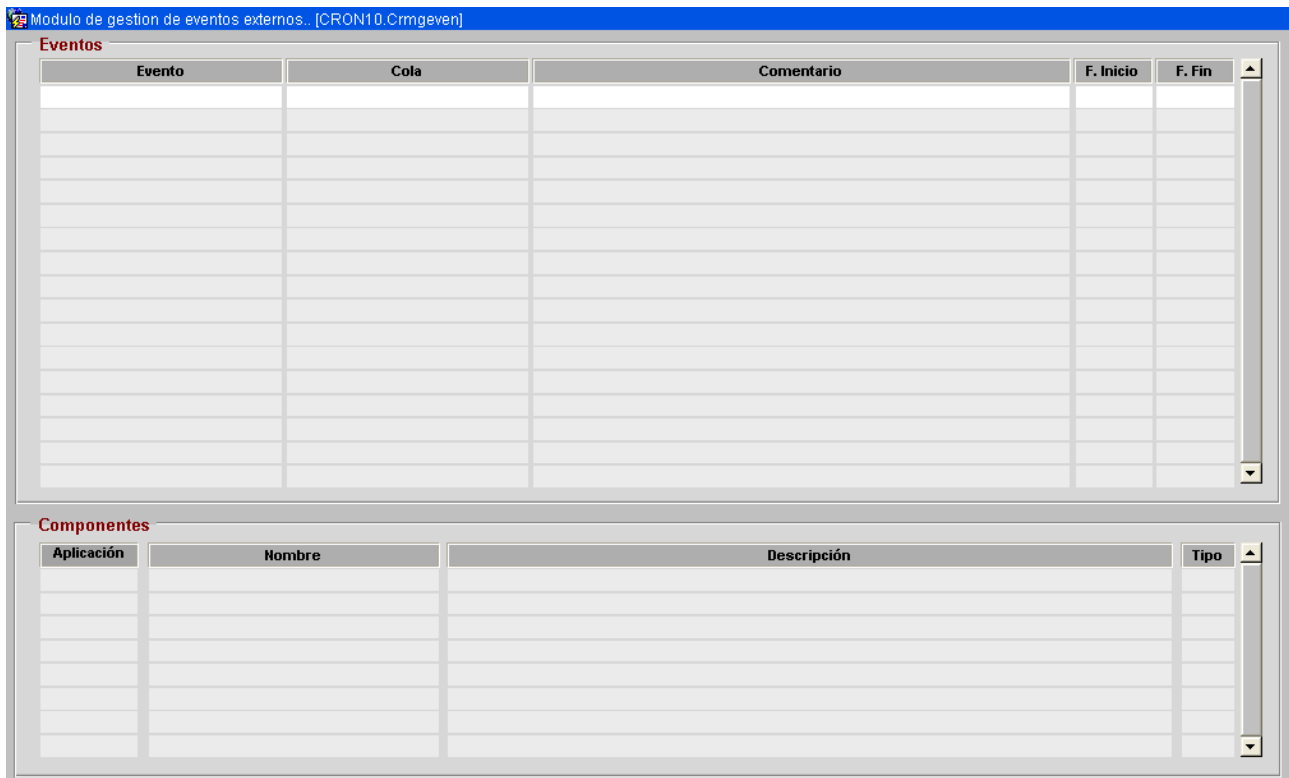 Modulo de gestion de eventos externos.. [CRON10.Crmgeven]
Eventos
Evento Cola Comentario F. Inicio F. Fin
Componentes
Aplicación Nombre Descripción Tipo